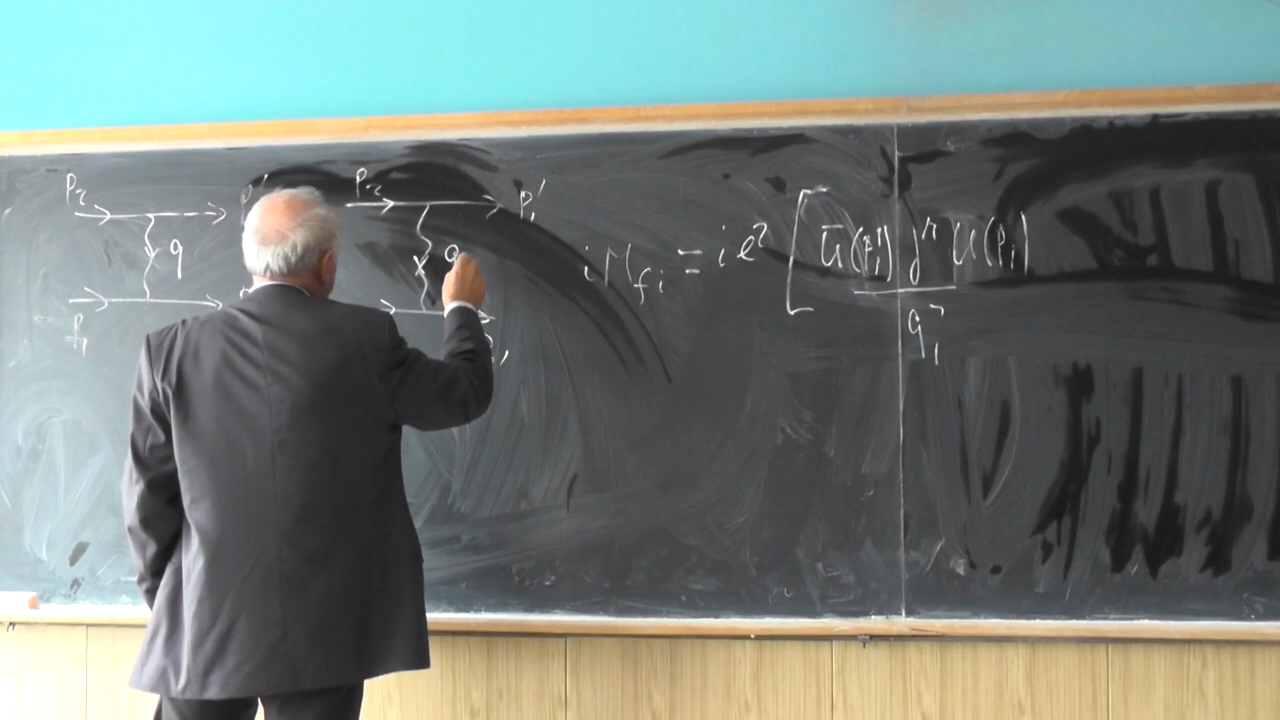 P₂ P₂ P₁'
q
P₁
iM_fi = ie² [ ū(p₁') γ^μ u(p₁)
q₁²